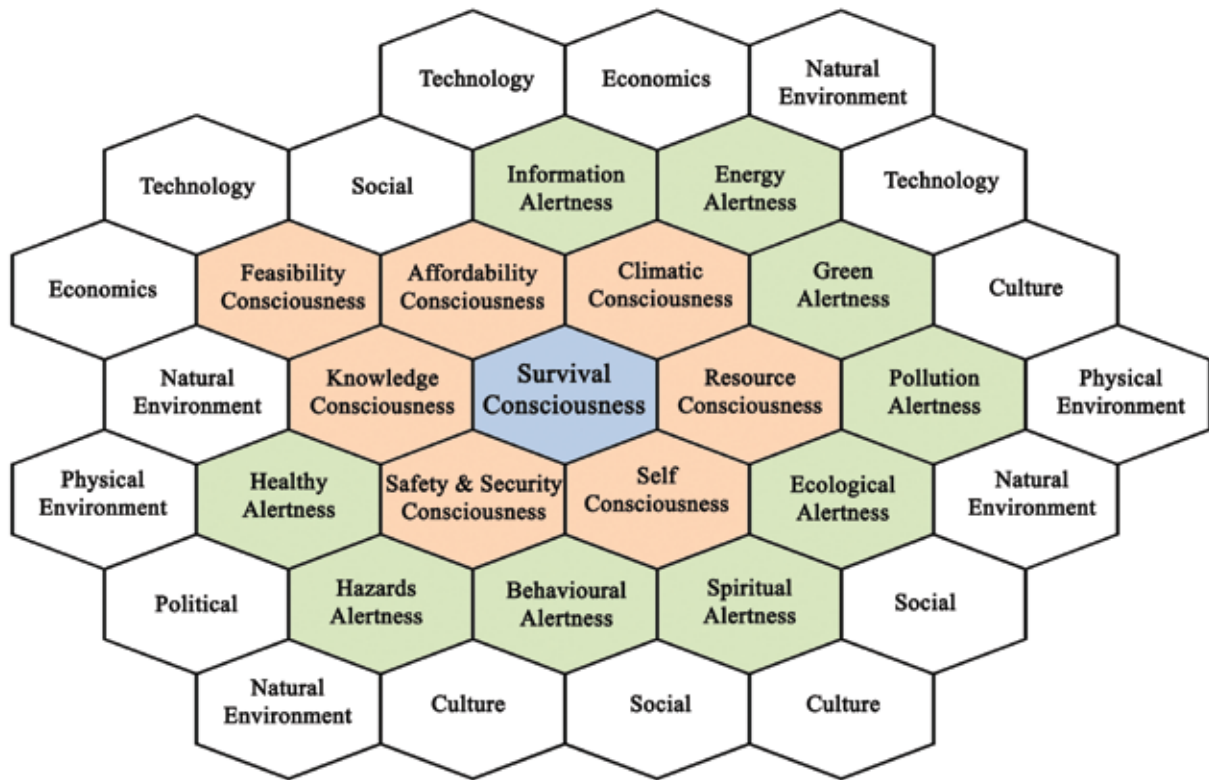 Technology
Economics
Natural
Environment
Technology
Social
Information
Alertness
Energy
Alertness
Technology
Economics
Feasibility
Consciousness
Affordability
Consciousness
Climatic
Consciousness
Green
Alertness
Culture
Natural
Environment
Knowledge
Consciousness
Survival
Consciousness
Resource
Consciousness
Pollution
Alertness
Physical
Environment
Physical
Environment
Healthy
Alertness
Safety & Security
Consciousness
Self
Consciousness
Ecological
Alertness
Natural
Environment
Political
Hazards
Alertness
Behavioural
Alertness
Spiritual
Alertness
Social
Natural
Environment
Culture
Social
Culture